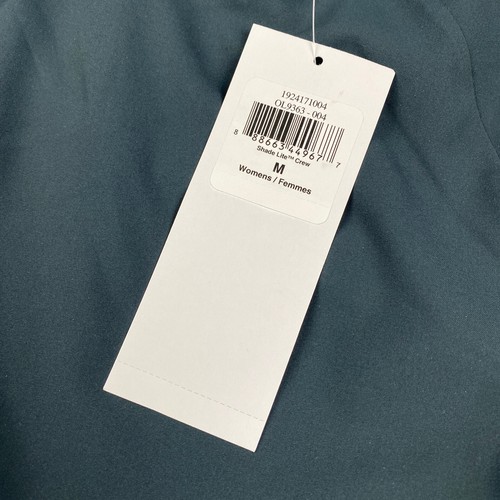 1924171004
OL9363 - 004
8 88663 44967 7
Shade Lite™ Crew
M
Womens / Femmes